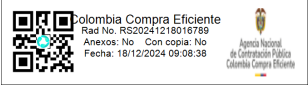 Colombia Compra Eficiente
Rad No. RS20241218016789
Anexos: No Con copia: No
Fecha: 18/12/2024 09:08:38
Agencia Nacional
de Contratación Pública
Colombia Compra Eficiente